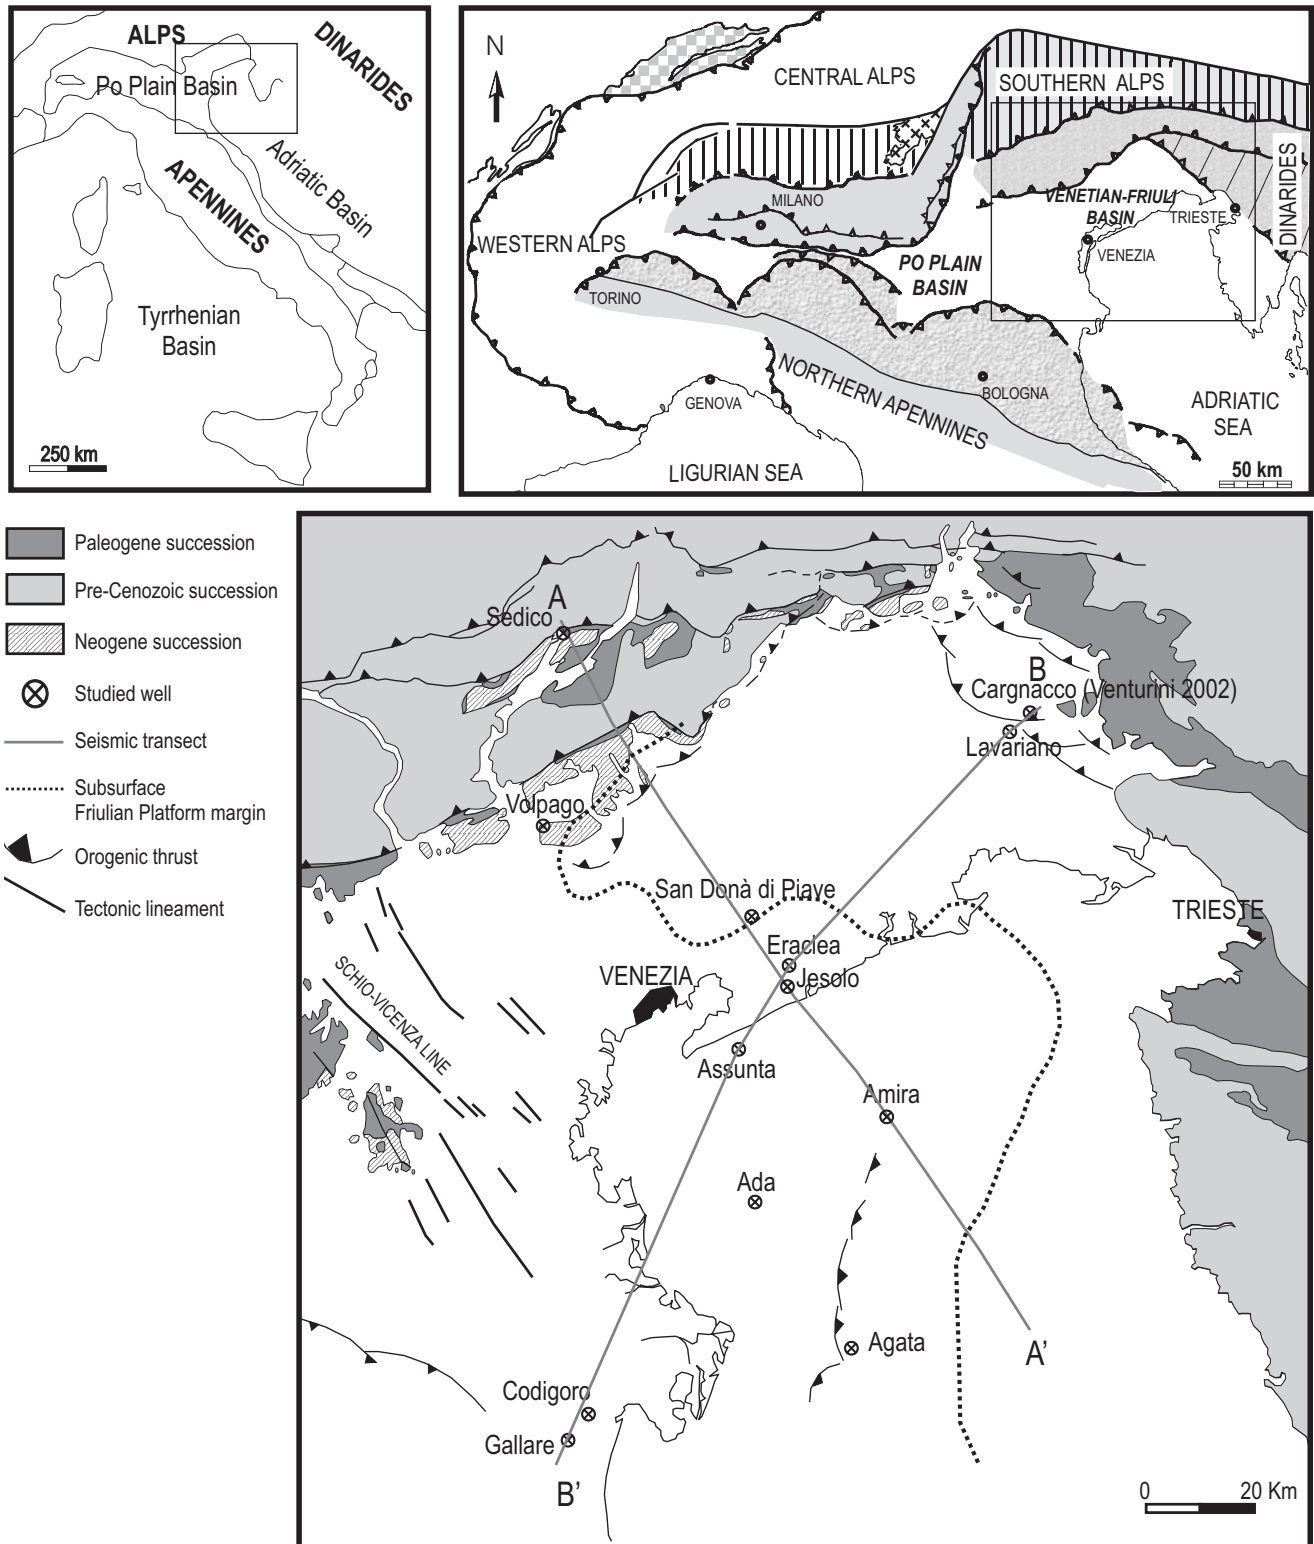 ALPS
DINARIDES
Po Plain Basin
Adriatic Basin
APENNINES
Tyrrhenian
Basin
250 km
N
CENTRAL ALPS
SOUTHERN ALPS
DINARIDES
MILANO
VENETIAN-FRIULI
BASIN
TRIESTE
WESTERN ALPS
VENEZIA
PO PLAIN
BASIN
TORINO
NORTHERN APENNINES
BOLOGNA
GENOVA
ADRIATIC
SEA
LIGURIAN SEA
50 km
Paleogene succession
Pre-Cenozoic succession
Neogene succession
Studied well
Seismic transect
Subsurface
Friulian Platform margin
Orogenic thrust
Tectonic lineament
A
Sedico
B
Cargnacco (Venturini 2002)
Lavariano
Volpago
San Donà di Piave
TRIESTE
Eraclea
VENEZIA
Jesolo
SCHIO-VICENZA LINE
Assunta
Amira
Ada
Agata
A'
Codigoro
Gallare
B'
0 20 Km